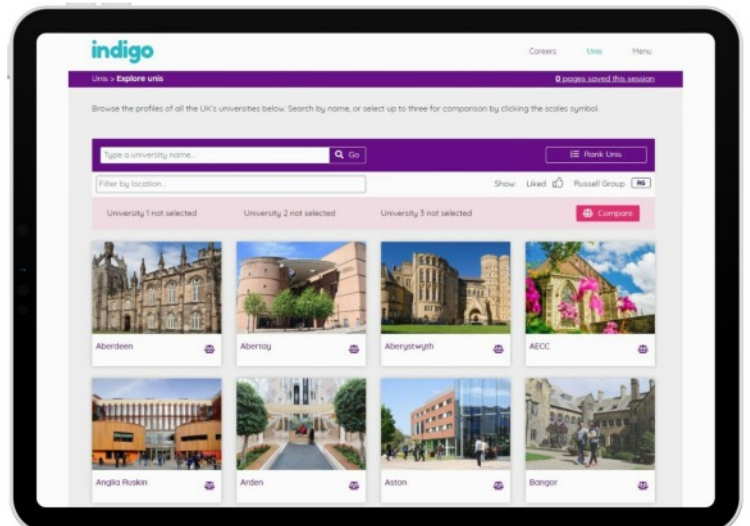 indigo
Careers Unis Menu
Unis > Explore unis 0 pages saved this session
Browse the profiles of all the UK's universities below. Search by name, or select up to three for comparison by clicking the scales symbol.
Type a university name... Go Rank Unis
Filter by location... Show: Liked Russell Group RG
University 1 not selected University 2 not selected University 3 not selected Compare
Aberdeen Abertay Aberystwyth AECC
Anglia Ruskin Arden Aston Bangor